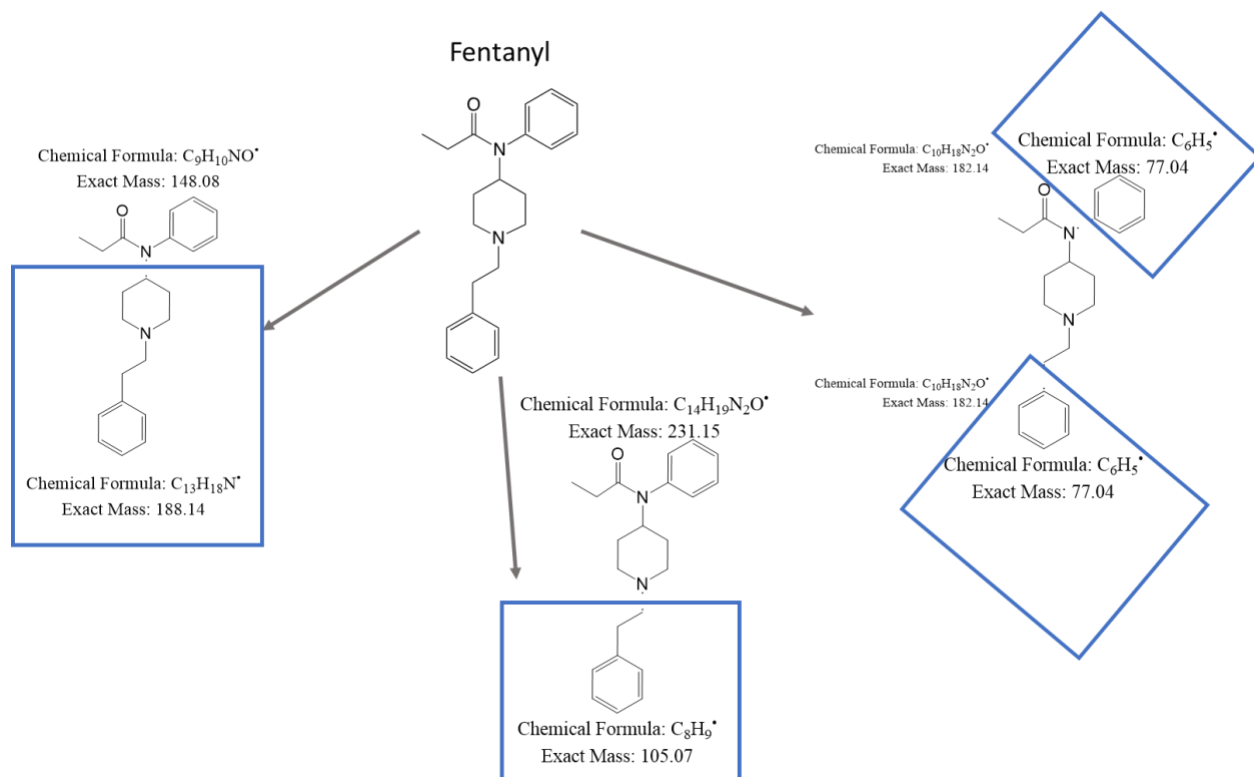 Fentanyl
Chemical Formula: C₉H₁₀NO•
Exact Mass: 148.08
O
N
N
Chemical Formula: C₁₃H₁₈N•
Exact Mass: 188.14
O
N
N
Chemical Formula: C₁₄H₁₉N₂O•
Exact Mass: 231.15
O
N
N
Chemical Formula: C₈H₉•
Exact Mass: 105.07
Chemical Formula: C₁₀H₁₈N₂O•
Exact Mass: 182.14
Chemical Formula: C₆H₅•
Exact Mass: 77.04
O
N
N
Chemical Formula: C₁₀H₁₈N₂O•
Exact Mass: 182.14
Chemical Formula: C₆H₅•
Exact Mass: 77.04